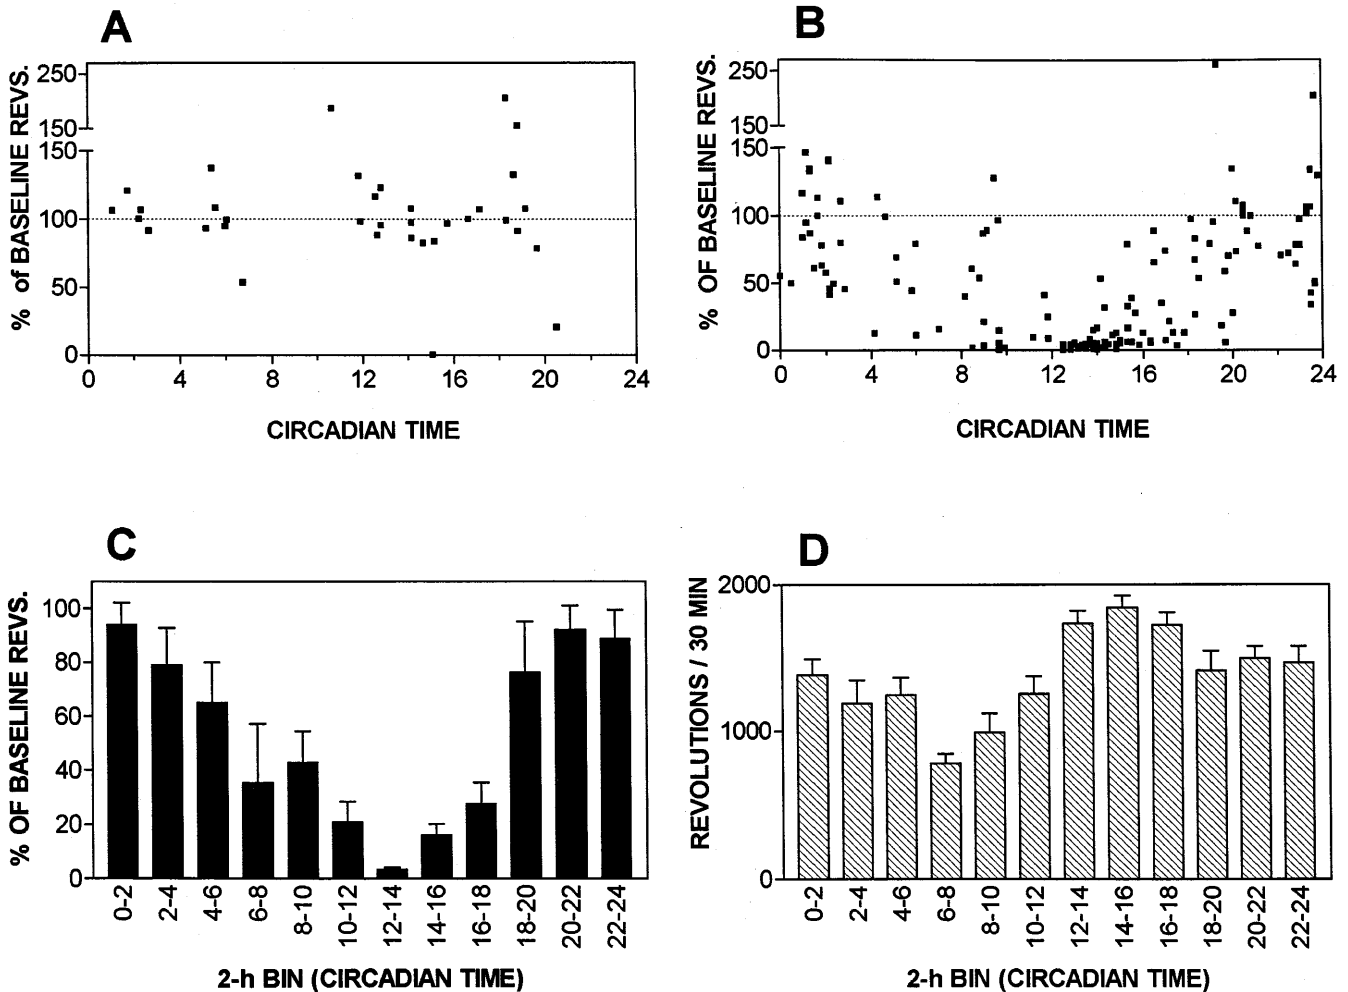 A
B
% of BASELINE REVS.
250
150
150
100
50
0
0 4 8 12 16 20 24
CIRCADIAN TIME
% OF BASELINE REVS.
250
150
150
100
50
0
0 4 8 12 16 20 24
CIRCADIAN TIME
C
% OF BASELINE REVS.
100
80
60
40
20
0
0-2 2-4 4-6 6-8 8-10 10-12 12-14 14-16 16-18 18-20 20-22 22-24
2-h BIN (CIRCADIAN TIME)
D
REVOLUTIONS / 30 MIN
2000
1000
0
0-2 2-4 4-6 6-8 8-10 10-12 12-14 14-16 16-18 18-20 20-22 22-24
2-h BIN (CIRCADIAN TIME)